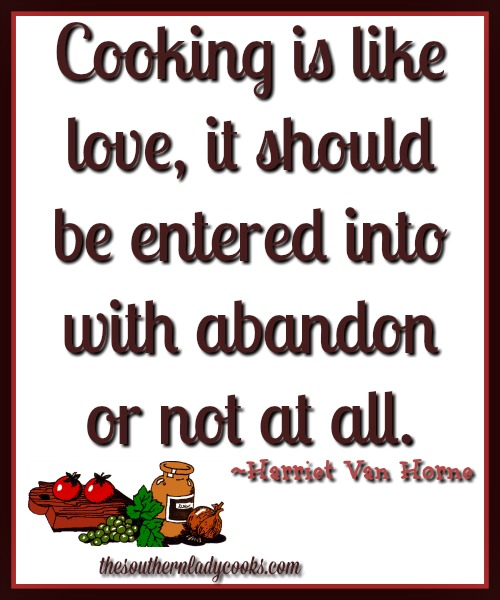 Cooking is like
love, it should
be entered into
with abandon
or not at all.
~Harriet Van Horne
thesouthernladycooks.com